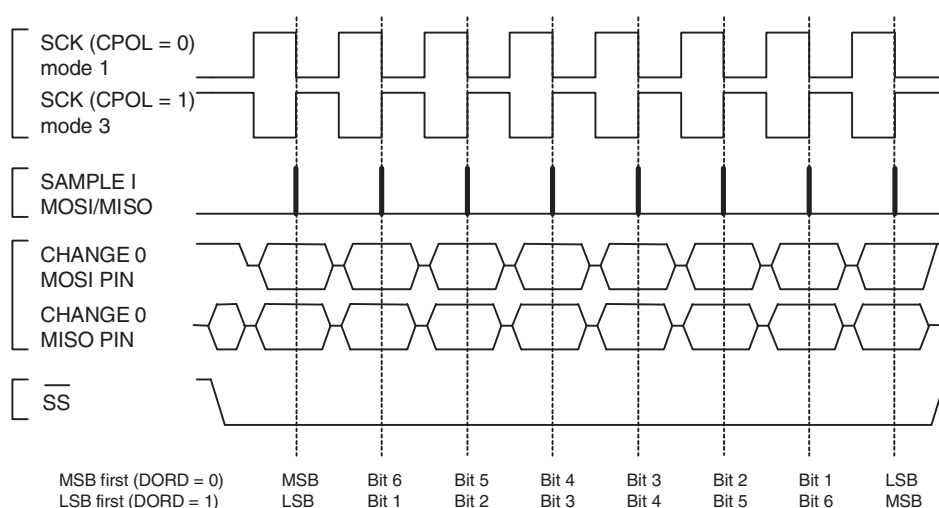 SCK (CPOL = 0)
mode 1
SCK (CPOL = 1)
mode 3
SAMPLE I
MOSI/MISO
CHANGE 0
MOSI PIN
CHANGE 0
MISO PIN
SS
MSB first (DORD = 0) MSB Bit 6 Bit 5 Bit 4 Bit 3 Bit 2 Bit 1 LSB
LSB first (DORD = 1) LSB Bit 1 Bit 2 Bit 3 Bit 4 Bit 5 Bit 6 MSB